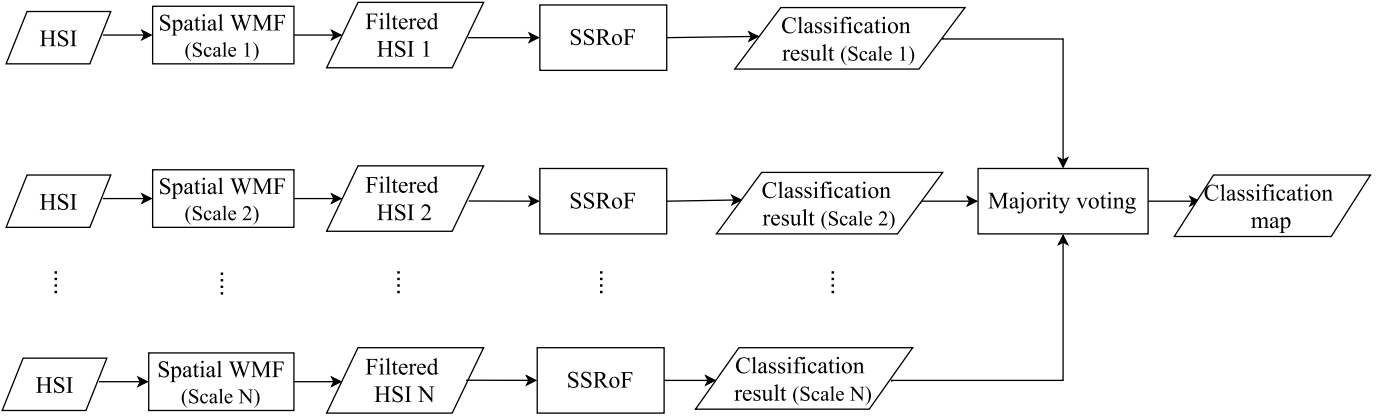 HSI
Spatial WMF
(Scale 1)
Filtered
HSI 1
SSRoF
Classification
result (Scale 1)
HSI
Spatial WMF
(Scale 2)
Filtered
HSI 2
SSRoF
Classification
result (Scale 2)
Majority voting
Classification
map
HSI
Spatial WMF
(Scale N)
Filtered
HSI N
SSRoF
Classification
result (Scale N)